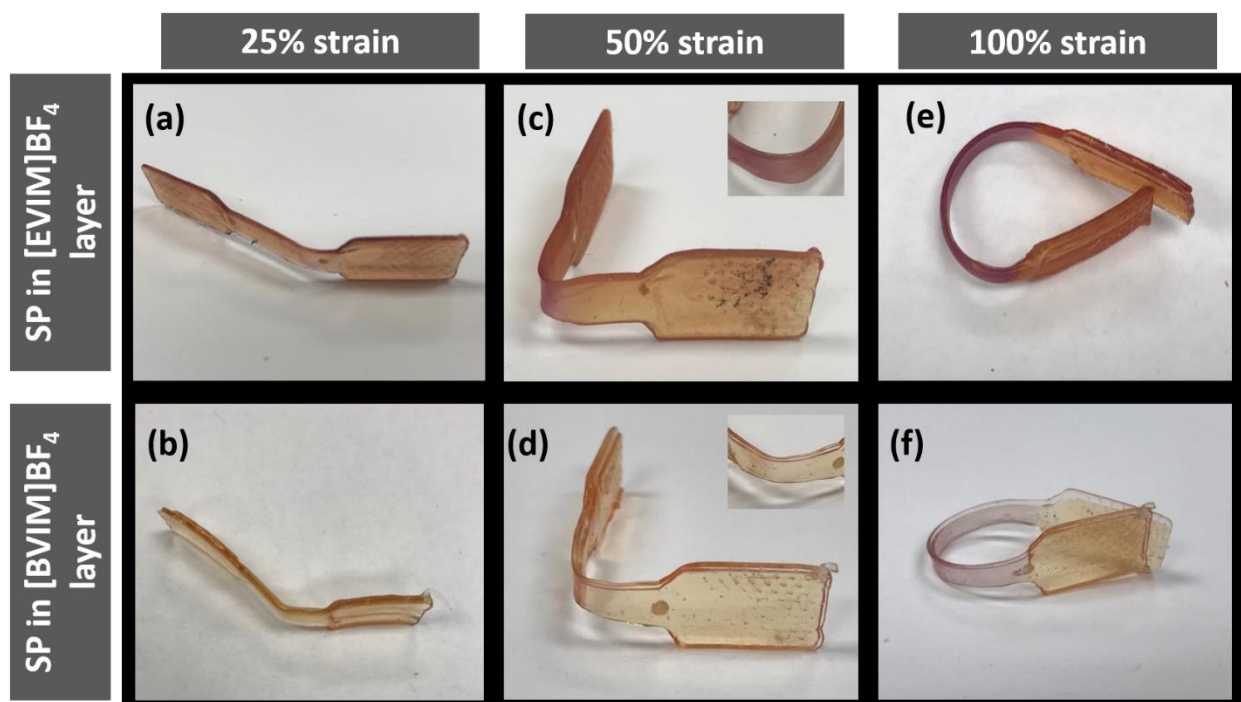 25% strain
50% strain
100% strain
SP in [EVIM]BF₄
layer
(a)
(c)
(e)
SP in [BVIM]BF₄
layer
(b)
(d)
(f)